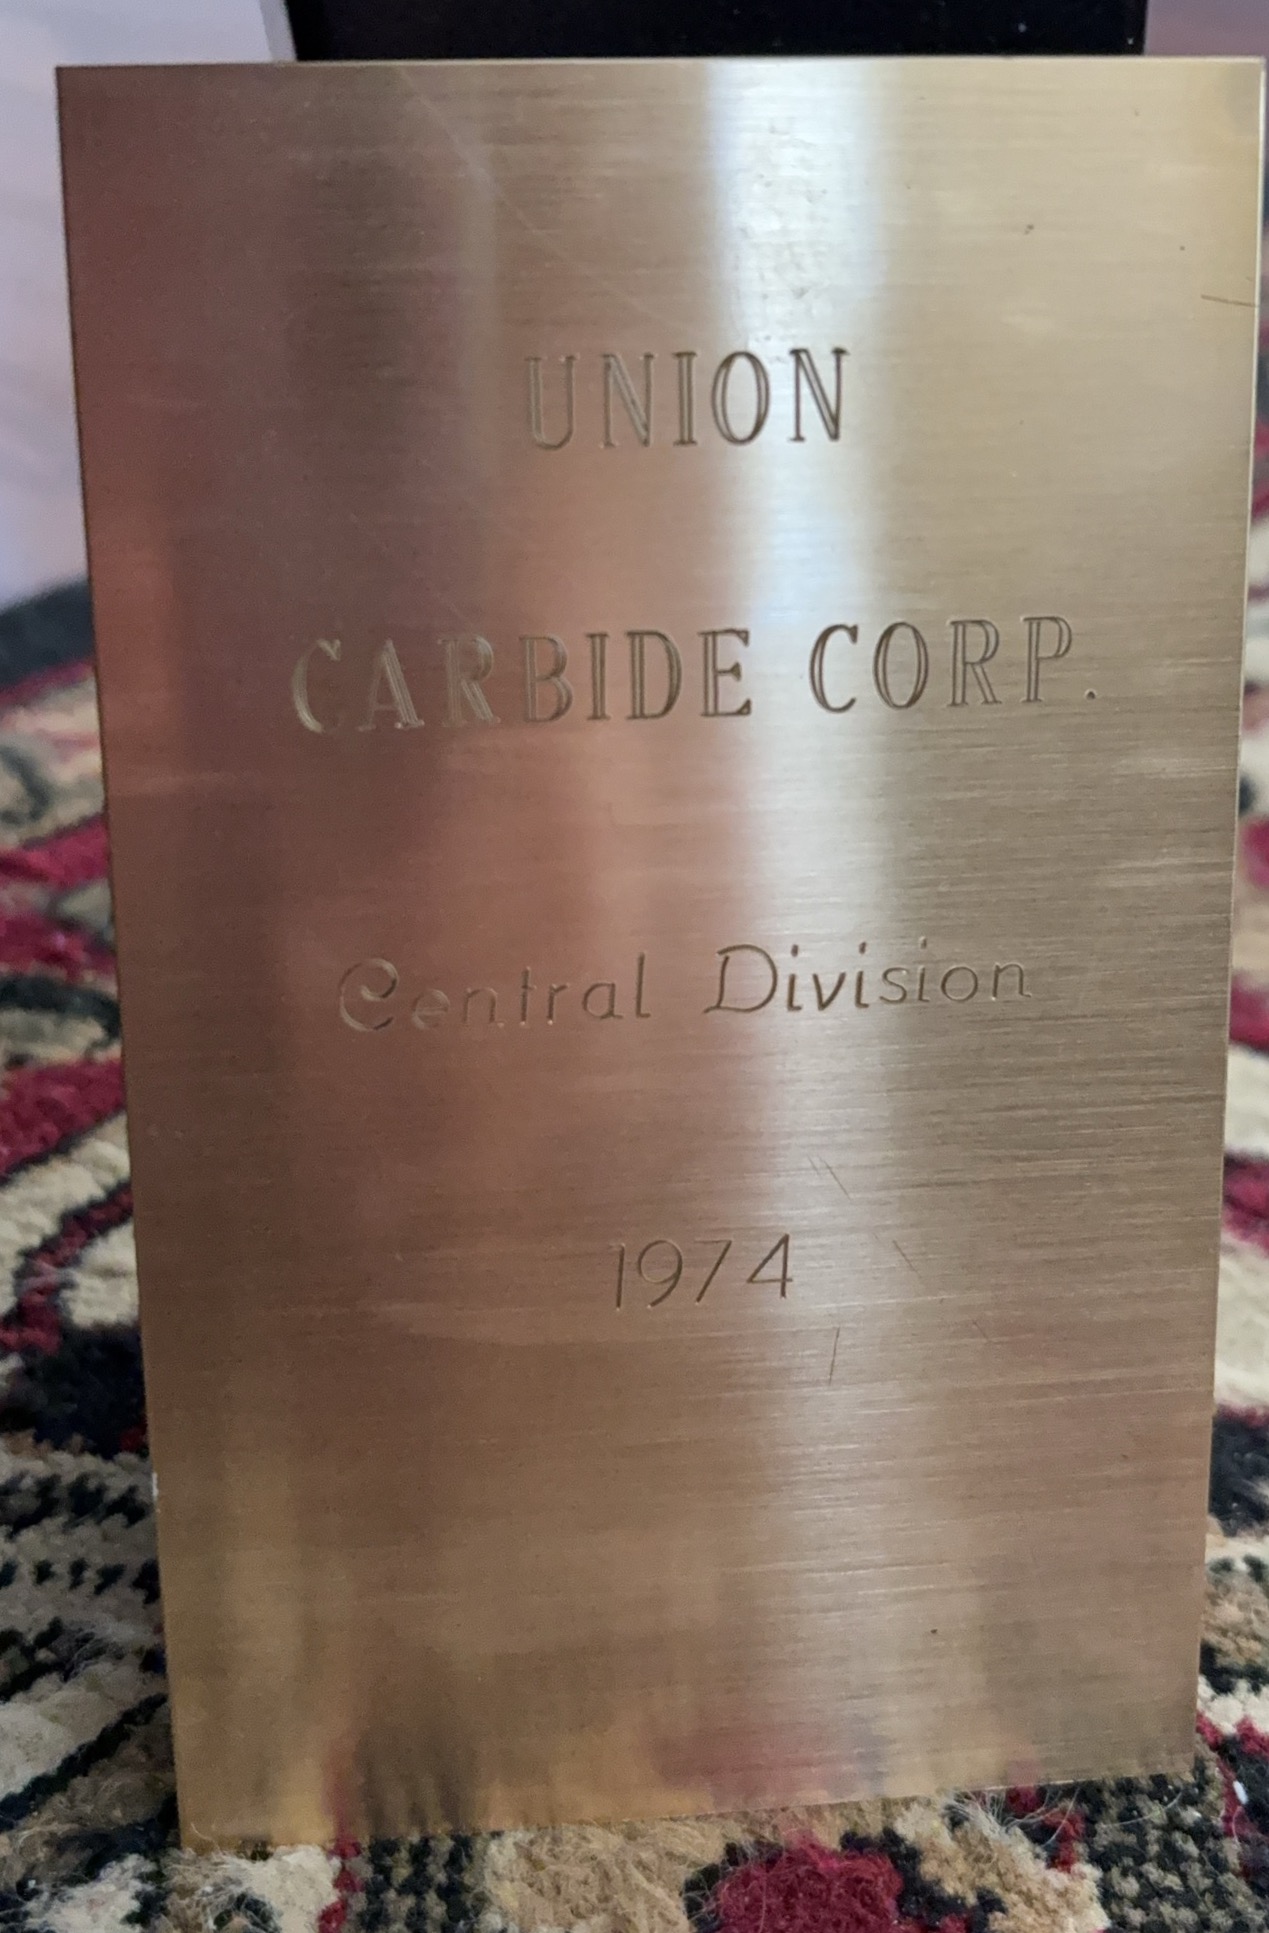 UNION
CARBIDE CORP.
Central Division
1974